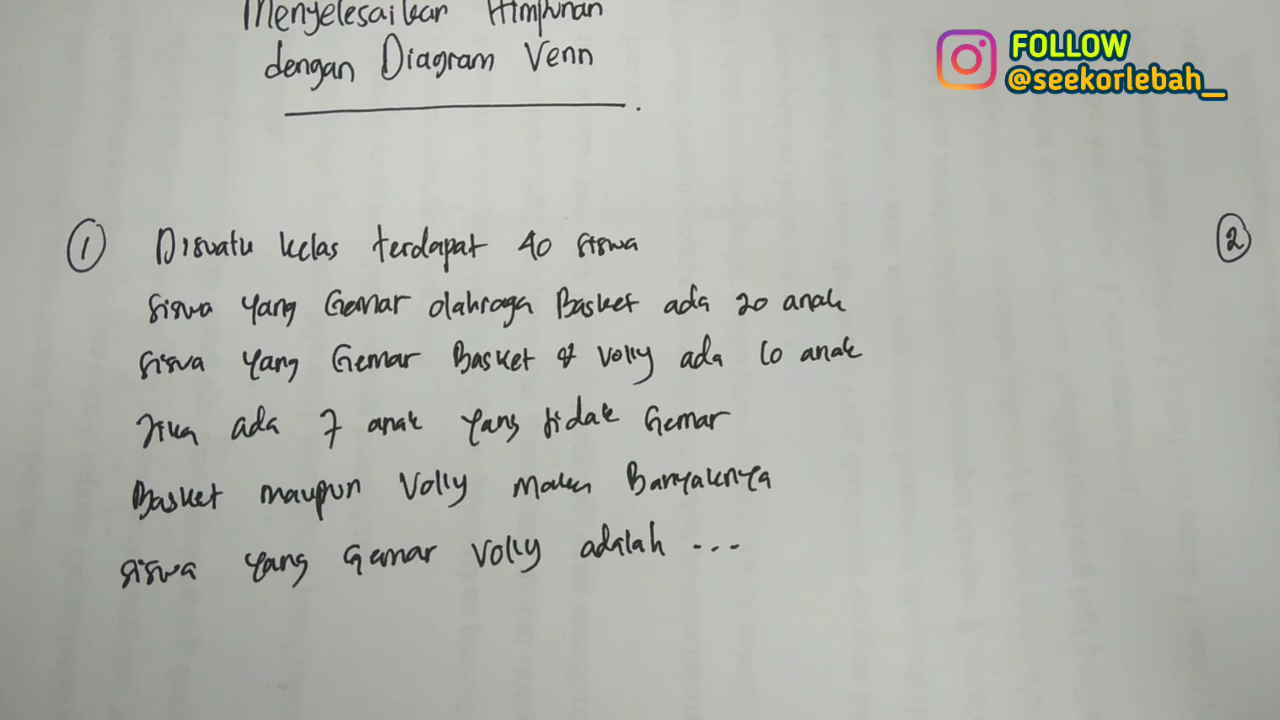 Menyelesaikan Himpunan
dengan Diagram Venn
FOLLOW
@seekorlebah_
1 Disuatu kelas terdapat 40 siswa
siswa yang Gemar olahraga Basket ada 20 anak
siswa yang Gemar Basket & Volly ada 10 anak
Jika ada 7 anak yang tidak Gemar
Basket maupun Volly maka Banyaknya
siswa yang Gemar Volly adalah ...
2